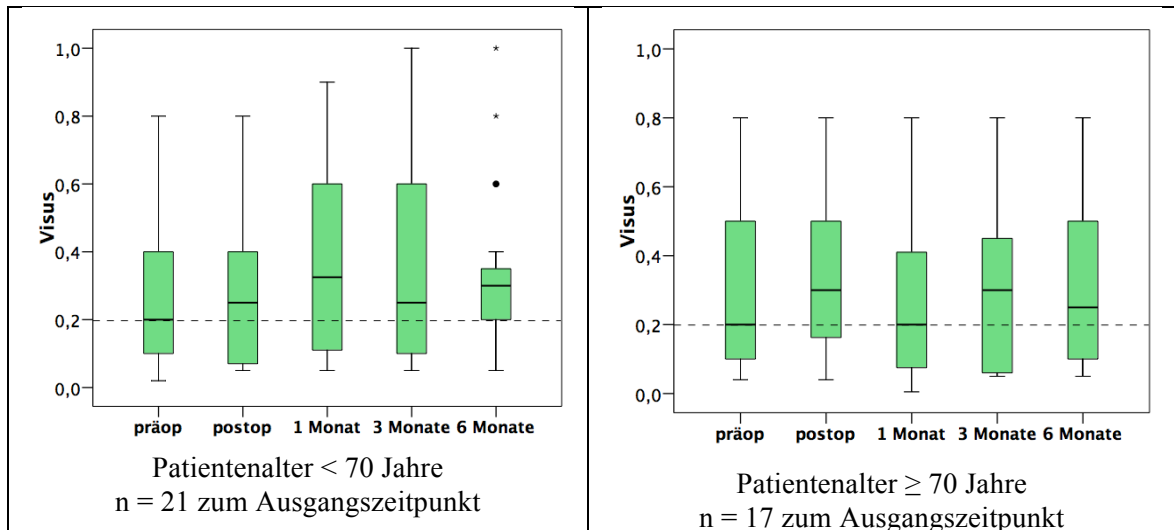 1,0
0,8
0,6
0,4
0,2
0,0
Visus
*
*
präop postop 1 Monat 3 Monate 6 Monate
Patientenalter < 70 Jahre
n = 21 zum Ausgangszeitpunkt
1,0
0,8
0,6
0,4
0,2
0,0
Visus
präop postop 1 Monat 3 Monate 6 Monate
Patientenalter ≥ 70 Jahre
n = 17 zum Ausgangszeitpunkt